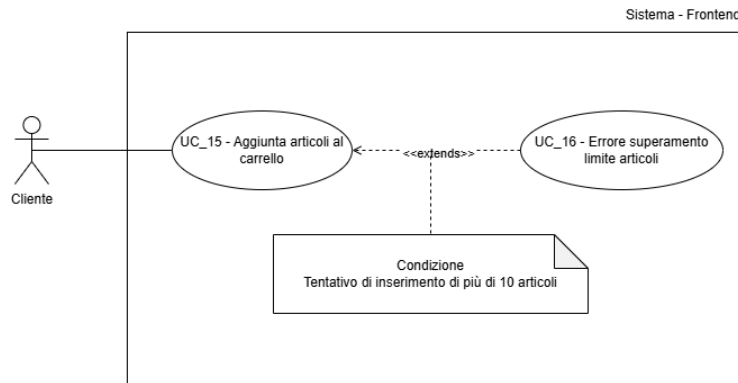 Sistema - Frontend
UC_15 - Aggiunta articoli al
carrello
<<extends>>
UC_16 - Errore superamento
limite articoli
Cliente
Condizione
Tentativo di inserimento di più di 10 articoli